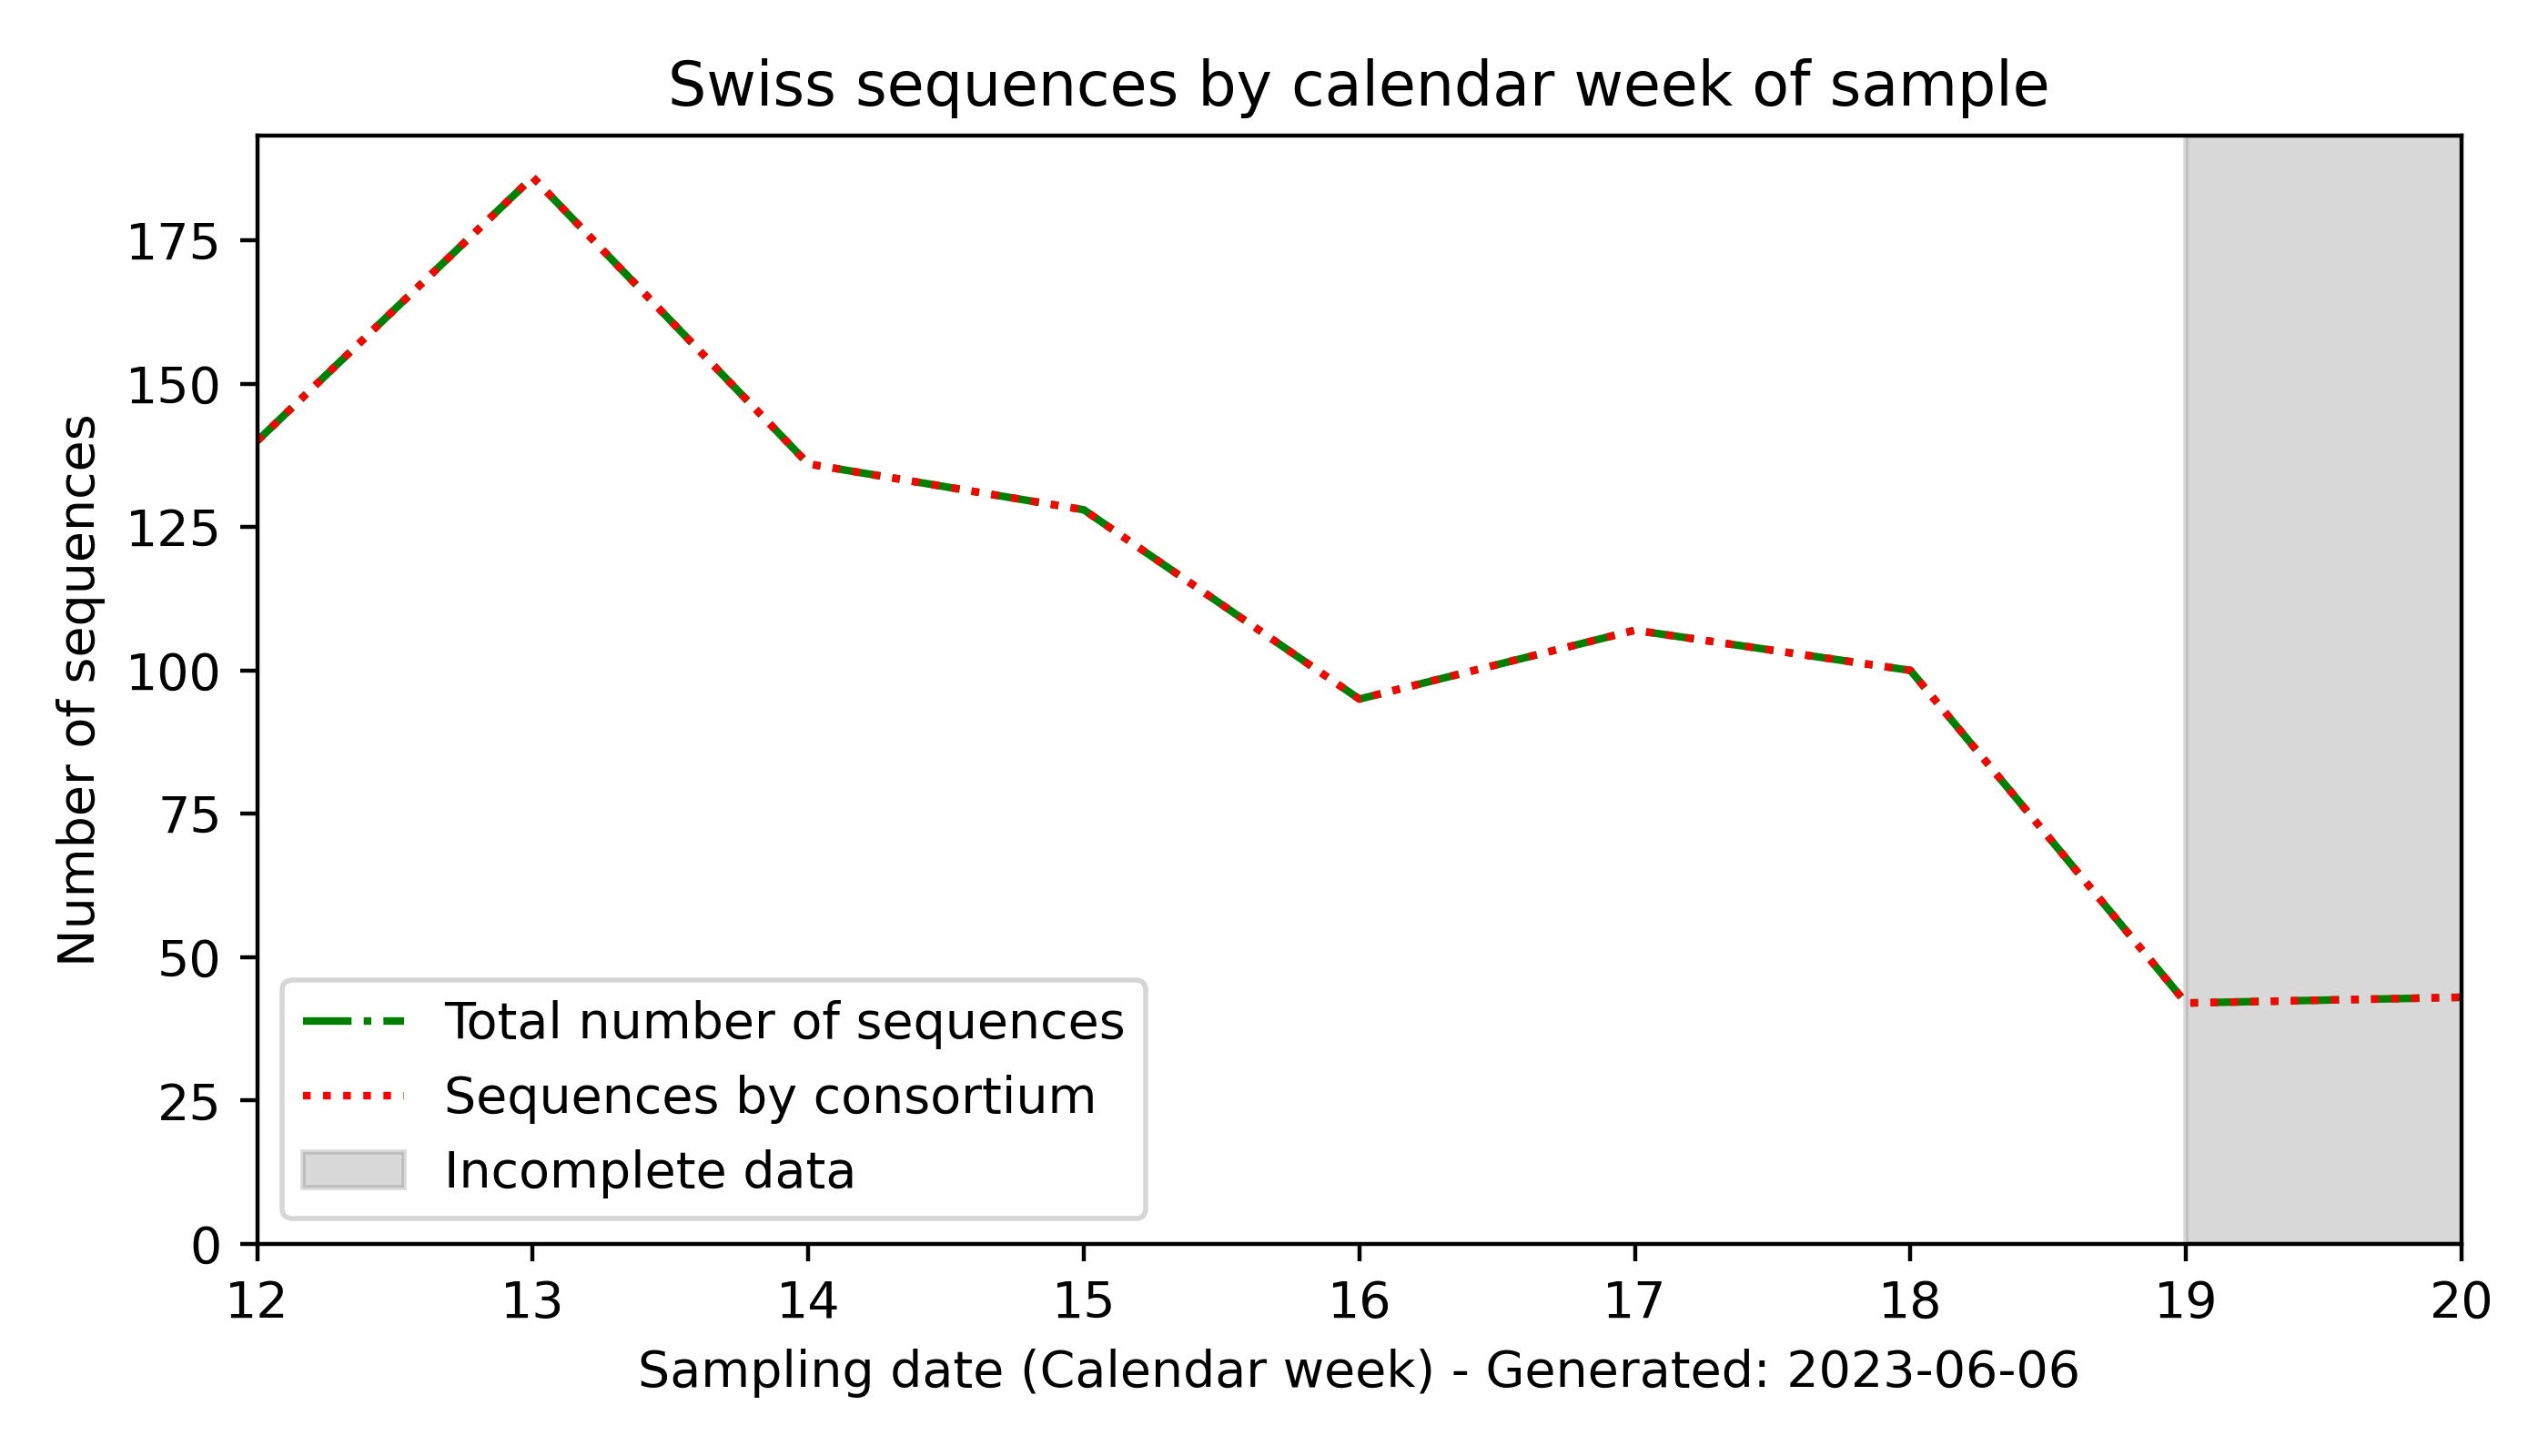 Swiss sequences by calendar week of sample
Number of sequences
175
150
125
100
75
50
25
0
Total number of sequences
Sequences by consortium
Incomplete data
12 13 14 15 16 17 18 19 20
Sampling date (Calendar week) - Generated: 2023-06-06